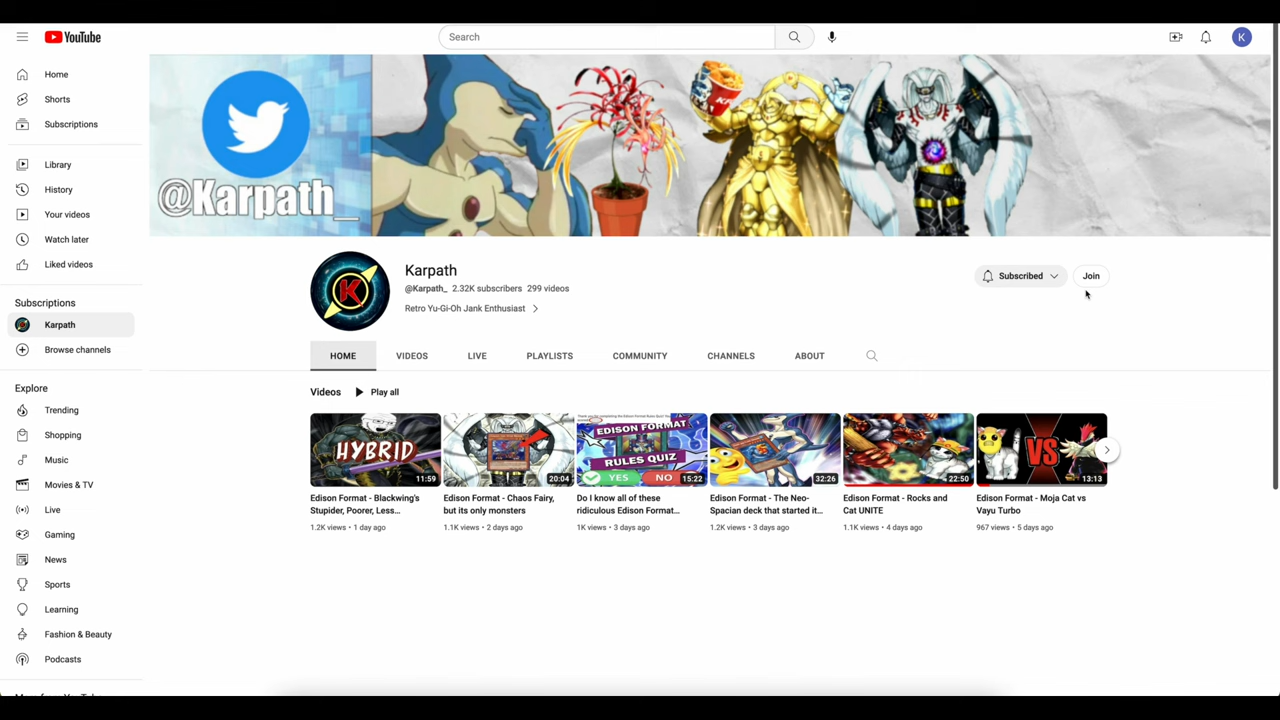 YouTube
Search
K
Home
Shorts
Subscriptions
Library
History
Your videos
Watch later
Liked videos
Subscriptions
Karpath
Browse channels
Explore
Trending
Shopping
Music
Movies & TV
Live
Gaming
News
Sports
Learning
Fashion & Beauty
Podcasts
@Karpath_
KFC
K
Karpath
@Karpath_ 2.32K subscribers 299 videos
Retro Yu-Gi-Oh Jank Enthusiast
Subscribed
Join
HOME
VIDEOS
LIVE
PLAYLISTS
COMMUNITY
CHANNELS
ABOUT
Videos
Play all
HYBRID
11:59
Edison Format - Blackwing's
Stupider, Poorer, Less...
1.2K views • 1 day ago
20:04
Edison Format - Chaos Fairy,
but its only monsters
1.1K views • 2 days ago
EDISON FORMAT
RULES QUIZ
YES
NO
15:22
Do I know all of these
ridiculous Edison Format...
1K views • 3 days ago
32:26
Edison Format - The Neo-
Spacian deck that started it...
1.2K views • 3 days ago
22:50
Edison Format - Rocks and
Cat UNITE
1.1K views • 4 days ago
VS
13:13
Edison Format - Moja Cat vs
Vayu Turbo
967 views • 5 days ago